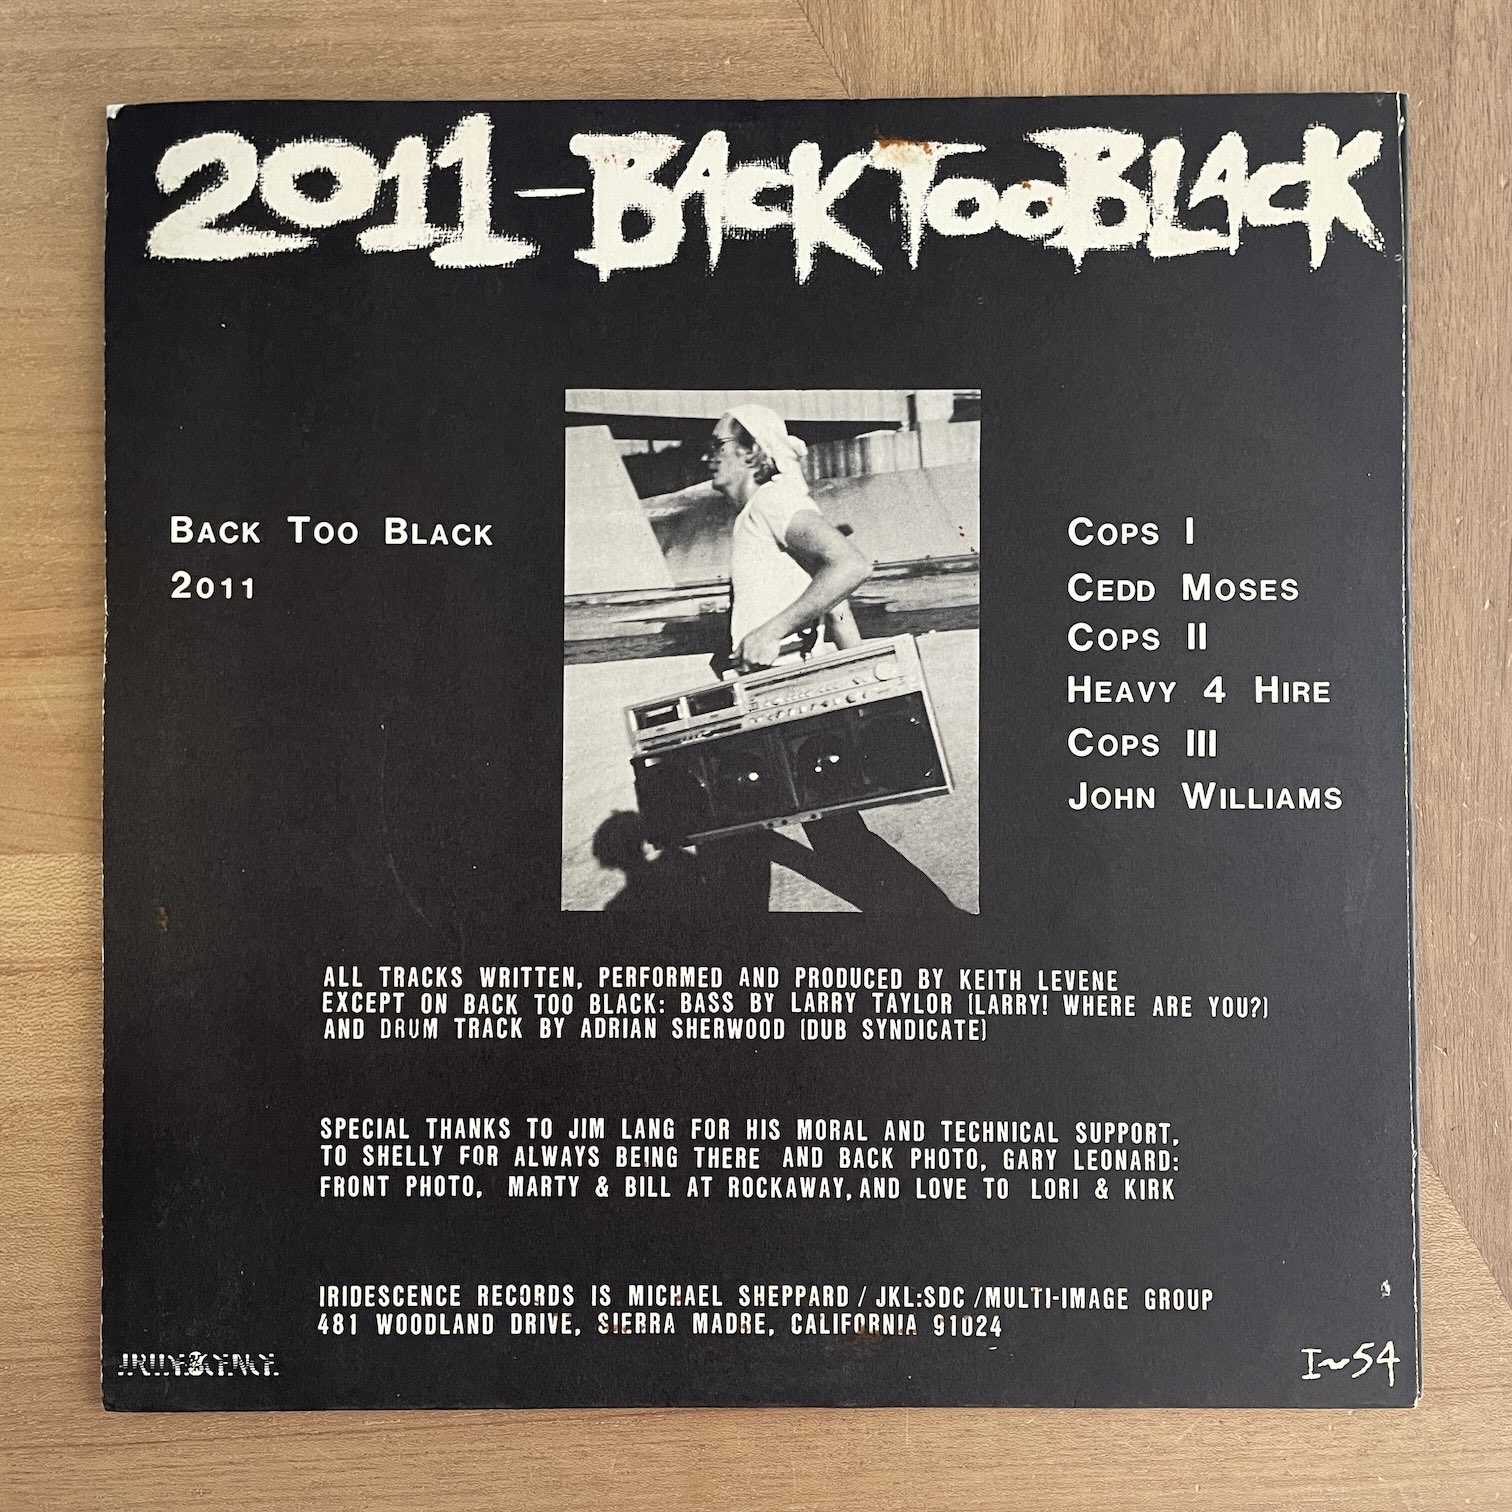 2011 — BACK TOO BLACK
BACK TOO BLACK
2011
COPS I
CEDD MOSES
COPS II
HEAVY 4 HIRE
COPS III
JOHN WILLIAMS
ALL TRACKS WRITTEN, PERFORMED AND PRODUCED BY KEITH LEVENE
EXCEPT ON BACK TOO BLACK: BASS BY LARRY TAYLOR (LARRY! WHERE ARE YOU?)
AND DRUM TRACK BY ADRIAN SHERWOOD (DUB SYNDICATE)
SPECIAL THANKS TO JIM LANG FOR HIS MORAL AND TECHNICAL SUPPORT,
TO SHELLY FOR ALWAYS BEING THERE AND BACK PHOTO, GARY LEONARD:
FRONT PHOTO, MARTY & BILL AT ROCKAWAY, AND LOVE TO LORI & KIRK
IRIDESCENCE RECORDS IS MICHAEL SHEPPARD / JKL:SDC / MULTI-IMAGE GROUP
481 WOODLAND DRIVE, SIERRA MADRE, CALIFORNIA 91024
IRIDESCENCE
I~54